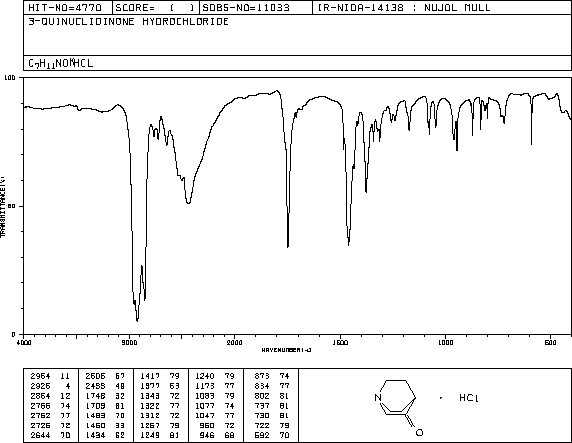 HIT-NO=4770 SCORE= ( ) SDBS-NO=11033 IR-NIDA-14138 : NUJOL MULL
3-QUINUCLIDINONE HYDROCHLORIDE
C7H11NO*HCL
100
50
0
TRANSMITTANCE(%)
4000 3000 2000 1500 1000 500
WAVENUMBER(-1)
2954 11 2606 67 1417 79 1240 79 873 74
2925 4 2433 48 1377 53 1173 77 834 77
2854 12 1746 32 1343 72 1083 79 802 81
2766 74 1709 81 1322 77 1077 74 737 81
2762 77 1483 70 1312 72 1047 77 730 81
2726 72 1460 33 1267 79 960 72 722 79
2644 70 1434 62 1249 81 946 68 592 70
N
O
· HCl